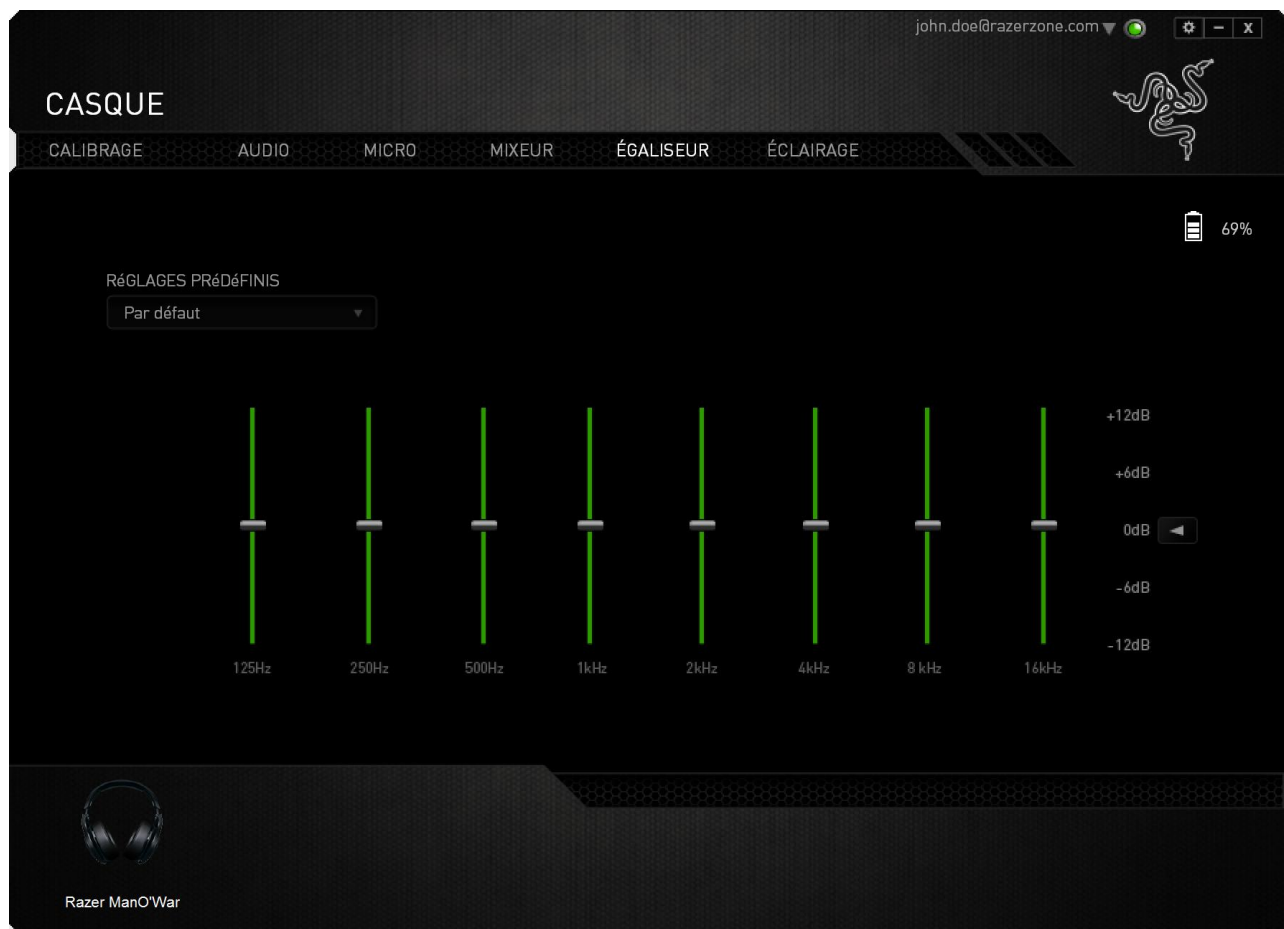 john.doe@razerzone.com
– X
CASQUE
CALIBRAGE AUDIO MICRO MIXEUR ÉGALISEUR ÉCLAIRAGE
69%
RéGLAGES PRéDéFINIS
Par défaut
+12dB
+6dB
0dB
-6dB
-12dB
125Hz 250Hz 500Hz 1kHz 2kHz 4kHz 8 kHz 16kHz
Razer ManO'War